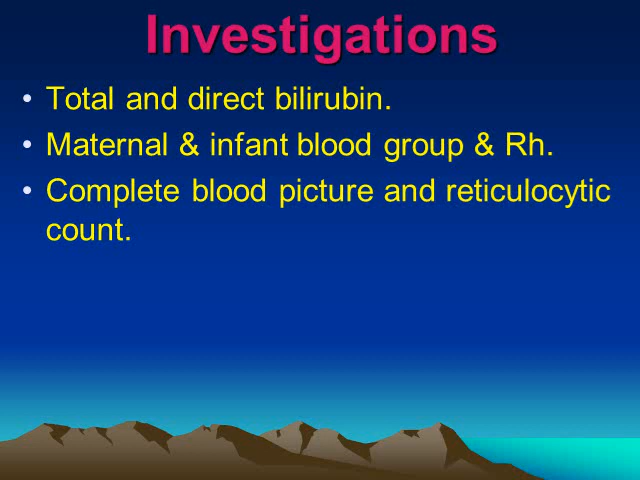 Investigations
• Total and direct bilirubin.
• Maternal & infant blood group & Rh.
• Complete blood picture and reticulocytic
count.